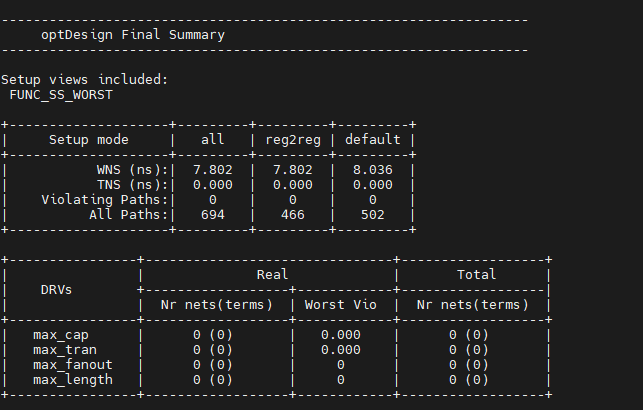 ------------------------------------------------------------------
     optDesign Final Summary
------------------------------------------------------------------

Setup views included:
 FUNC_SS_WORST

+--------------------+---------+---------+---------+
|     Setup mode     |   all   | reg2reg | default |
+--------------------+---------+---------+---------+
|           WNS (ns):|  7.802  |  7.802  |  8.036  |
|           TNS (ns):|  0.000  |  0.000  |  0.000  |
|    Violating Paths:|    0    |    0    |    0    |
|          All Paths:|   694   |   466   |   502   |
+--------------------+---------+---------+---------+

+----------------+-------------------------------+------------------+
|                |              Real             |       Total      |
|    DRVs        +------------------+------------+------------------|
|                |  Nr nets(terms)  | Worst Vio  |  Nr nets(terms)  |
+----------------+------------------+------------+------------------+
|   max_cap      |      0 (0)       |   0.000    |      0 (0)       |
|   max_tran     |      0 (0)       |   0.000    |      0 (0)       |
|   max_fanout   |      0 (0)       |     0      |      0 (0)       |
|   max_length   |      0 (0)       |     0      |      0 (0)       |
+----------------+------------------+------------+------------------+